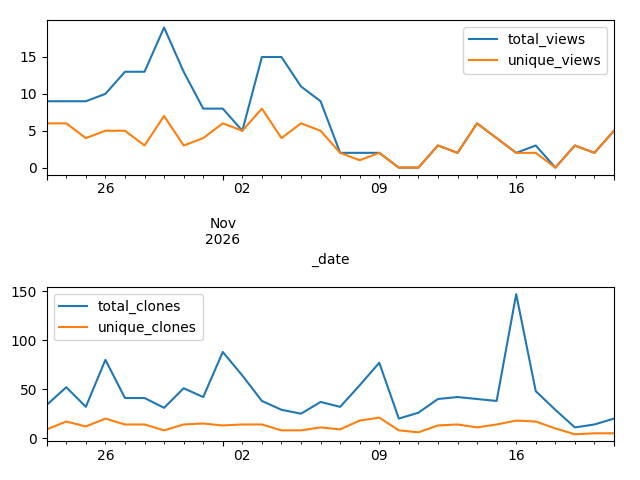 total_views
unique_views
15
10
5
0
26 02 09 16
Nov
2026
_date
total_clones
unique_clones
150
100
50
0
26 02 09 16